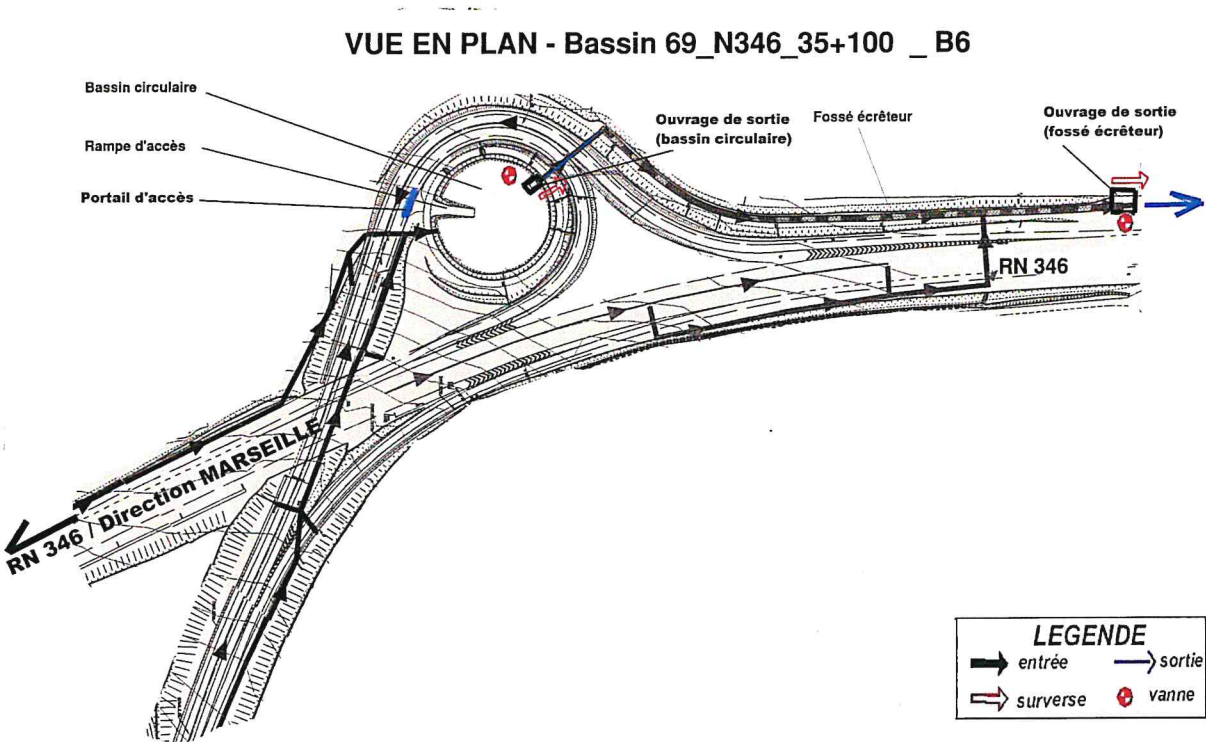 VUE EN PLAN - Bassin 69_N346_35+100 _ B6
Bassin circulaire
Rampe d'accès
Portail d'accès
Ouvrage de sortie
(bassin circulaire)
Fossé écrêteur
Ouvrage de sortie
(fossé écrêteur)
RN 346
RN 346 / Direction MARSEILLE
LEGENDE
entrée
sortie
surverse
vanne